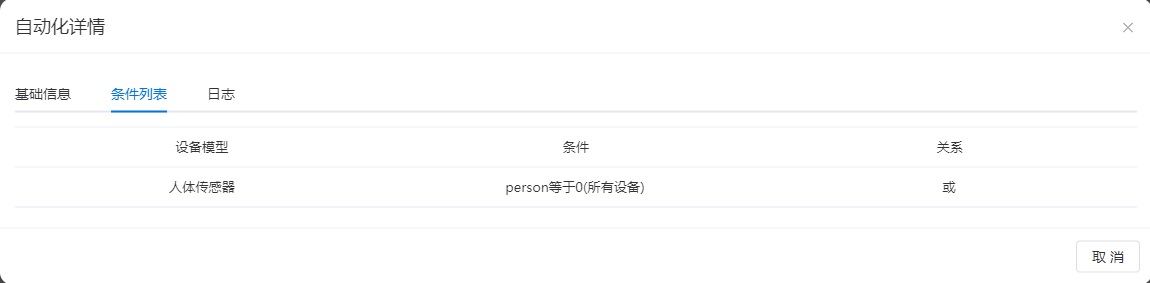 自动化详情
基础信息 条件列表 日志
设备模型 条件 关系
人体传感器 person等于0(所有设备) 或
取 消